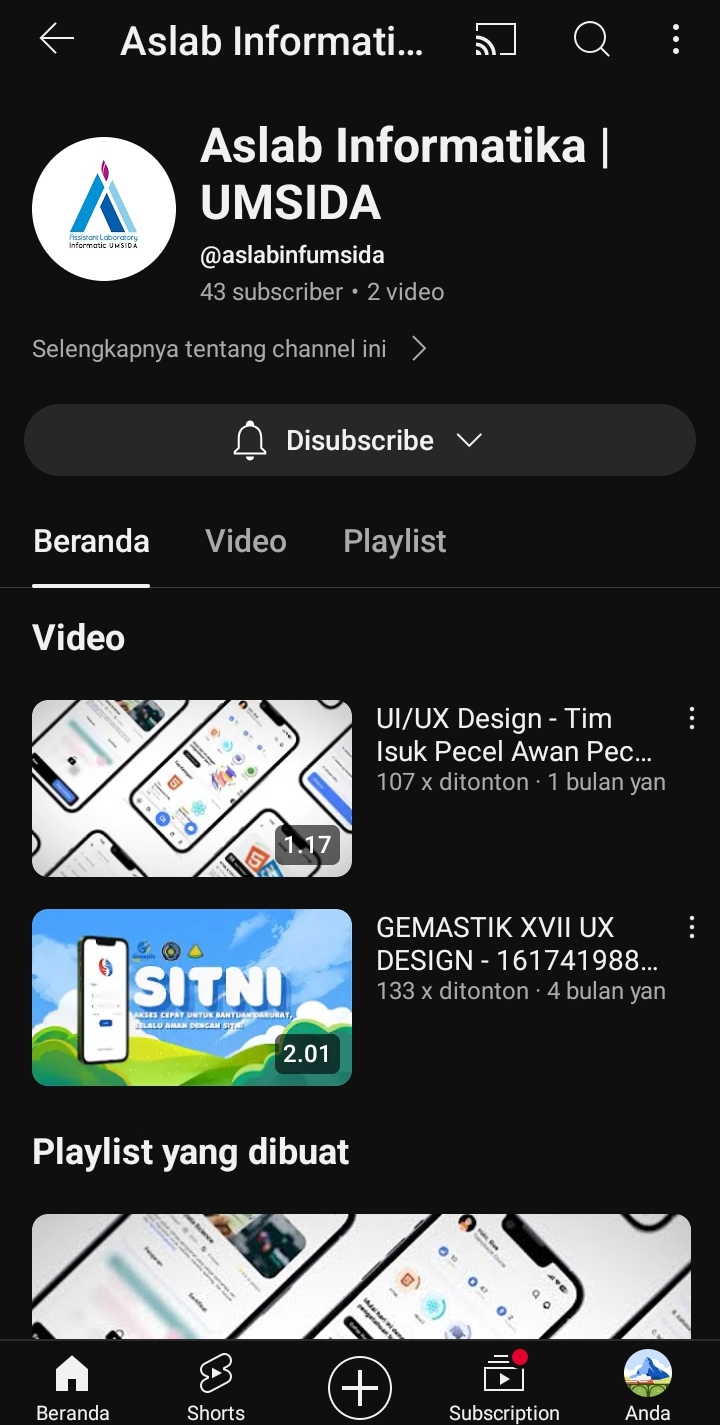 Aslab Informati...
Aslab Informatika |
UMSIDA
Assistant Laboratory
Informatic UMSIDA
@aslabinfumsida
43 subscriber • 2 video
Selengkapnya tentang channel ini
Disubscribe
Beranda Video Playlist
Video
UI/UX Design - Tim
Isuk Pecel Awan Pec...
107 x ditonton · 1 bulan yan
1.17
GEMASTIK XVII UX
DESIGN - 161741988...
133 x ditonton · 4 bulan yan
SITNI
AKSES CEPAT UNTUK BANTUAN DARURAT,
SELALU AMAN DENGAN SITNI
2.01
Playlist yang dibuat
Beranda Shorts Subscription Anda